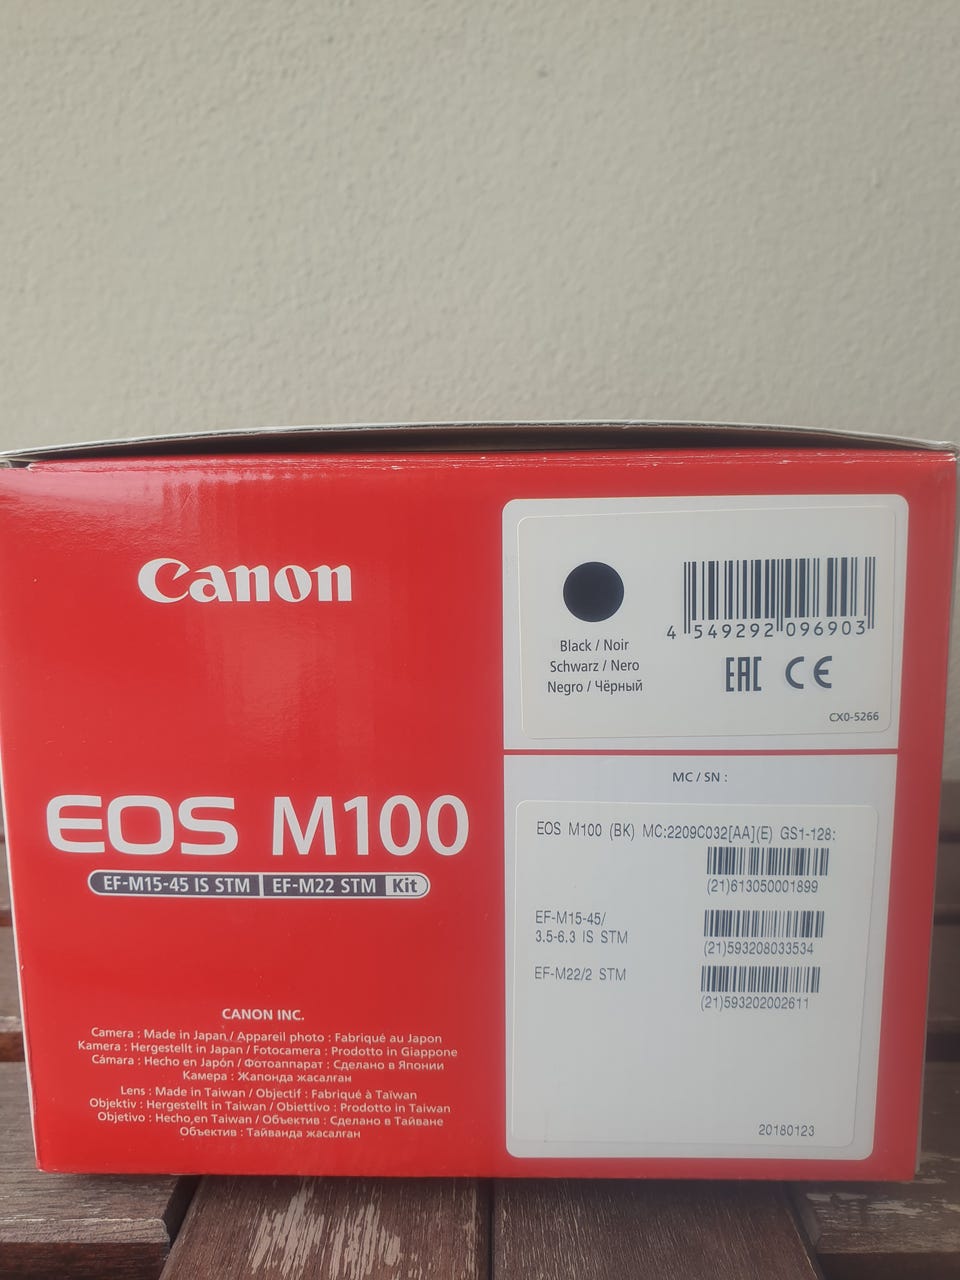 Canon
EOS M100
EF-M15-45 IS STM | EF-M22 STM Kit
CANON INC.
Camera : Made in Japan / Appareil photo : Fabriqué au Japon
Kamera : Hergestellt in Japan / Fotocamera : Prodotto in Giappone
Cámara : Hecho en Japón / Фотоаппарат : Сделано в Японии
Камера : Жапонда жасалган
Lens : Made in Taiwan / Objectif : Fabriqué à Taïwan
Objektiv : Hergestellt in Taiwan / Obiettivo : Prodotto in Taiwan
Objetivo : Hecho en Taiwán / Объектив : Сделано в Тайване
Объектив : Тайванда жасалган
Black / Noir
Schwarz / Nero
Negro / Чёрный
4 549292 096903
EAC CE
CX0-5266
MC / SN :
EOS M100 (BK) MC:2209C032[AA](E) GS1-128:
(21)613050001899
EF-M15-45/
3.5-6.3 IS STM
(21)593208033534
EF-M22/2 STM
(21)593202002611
20180123